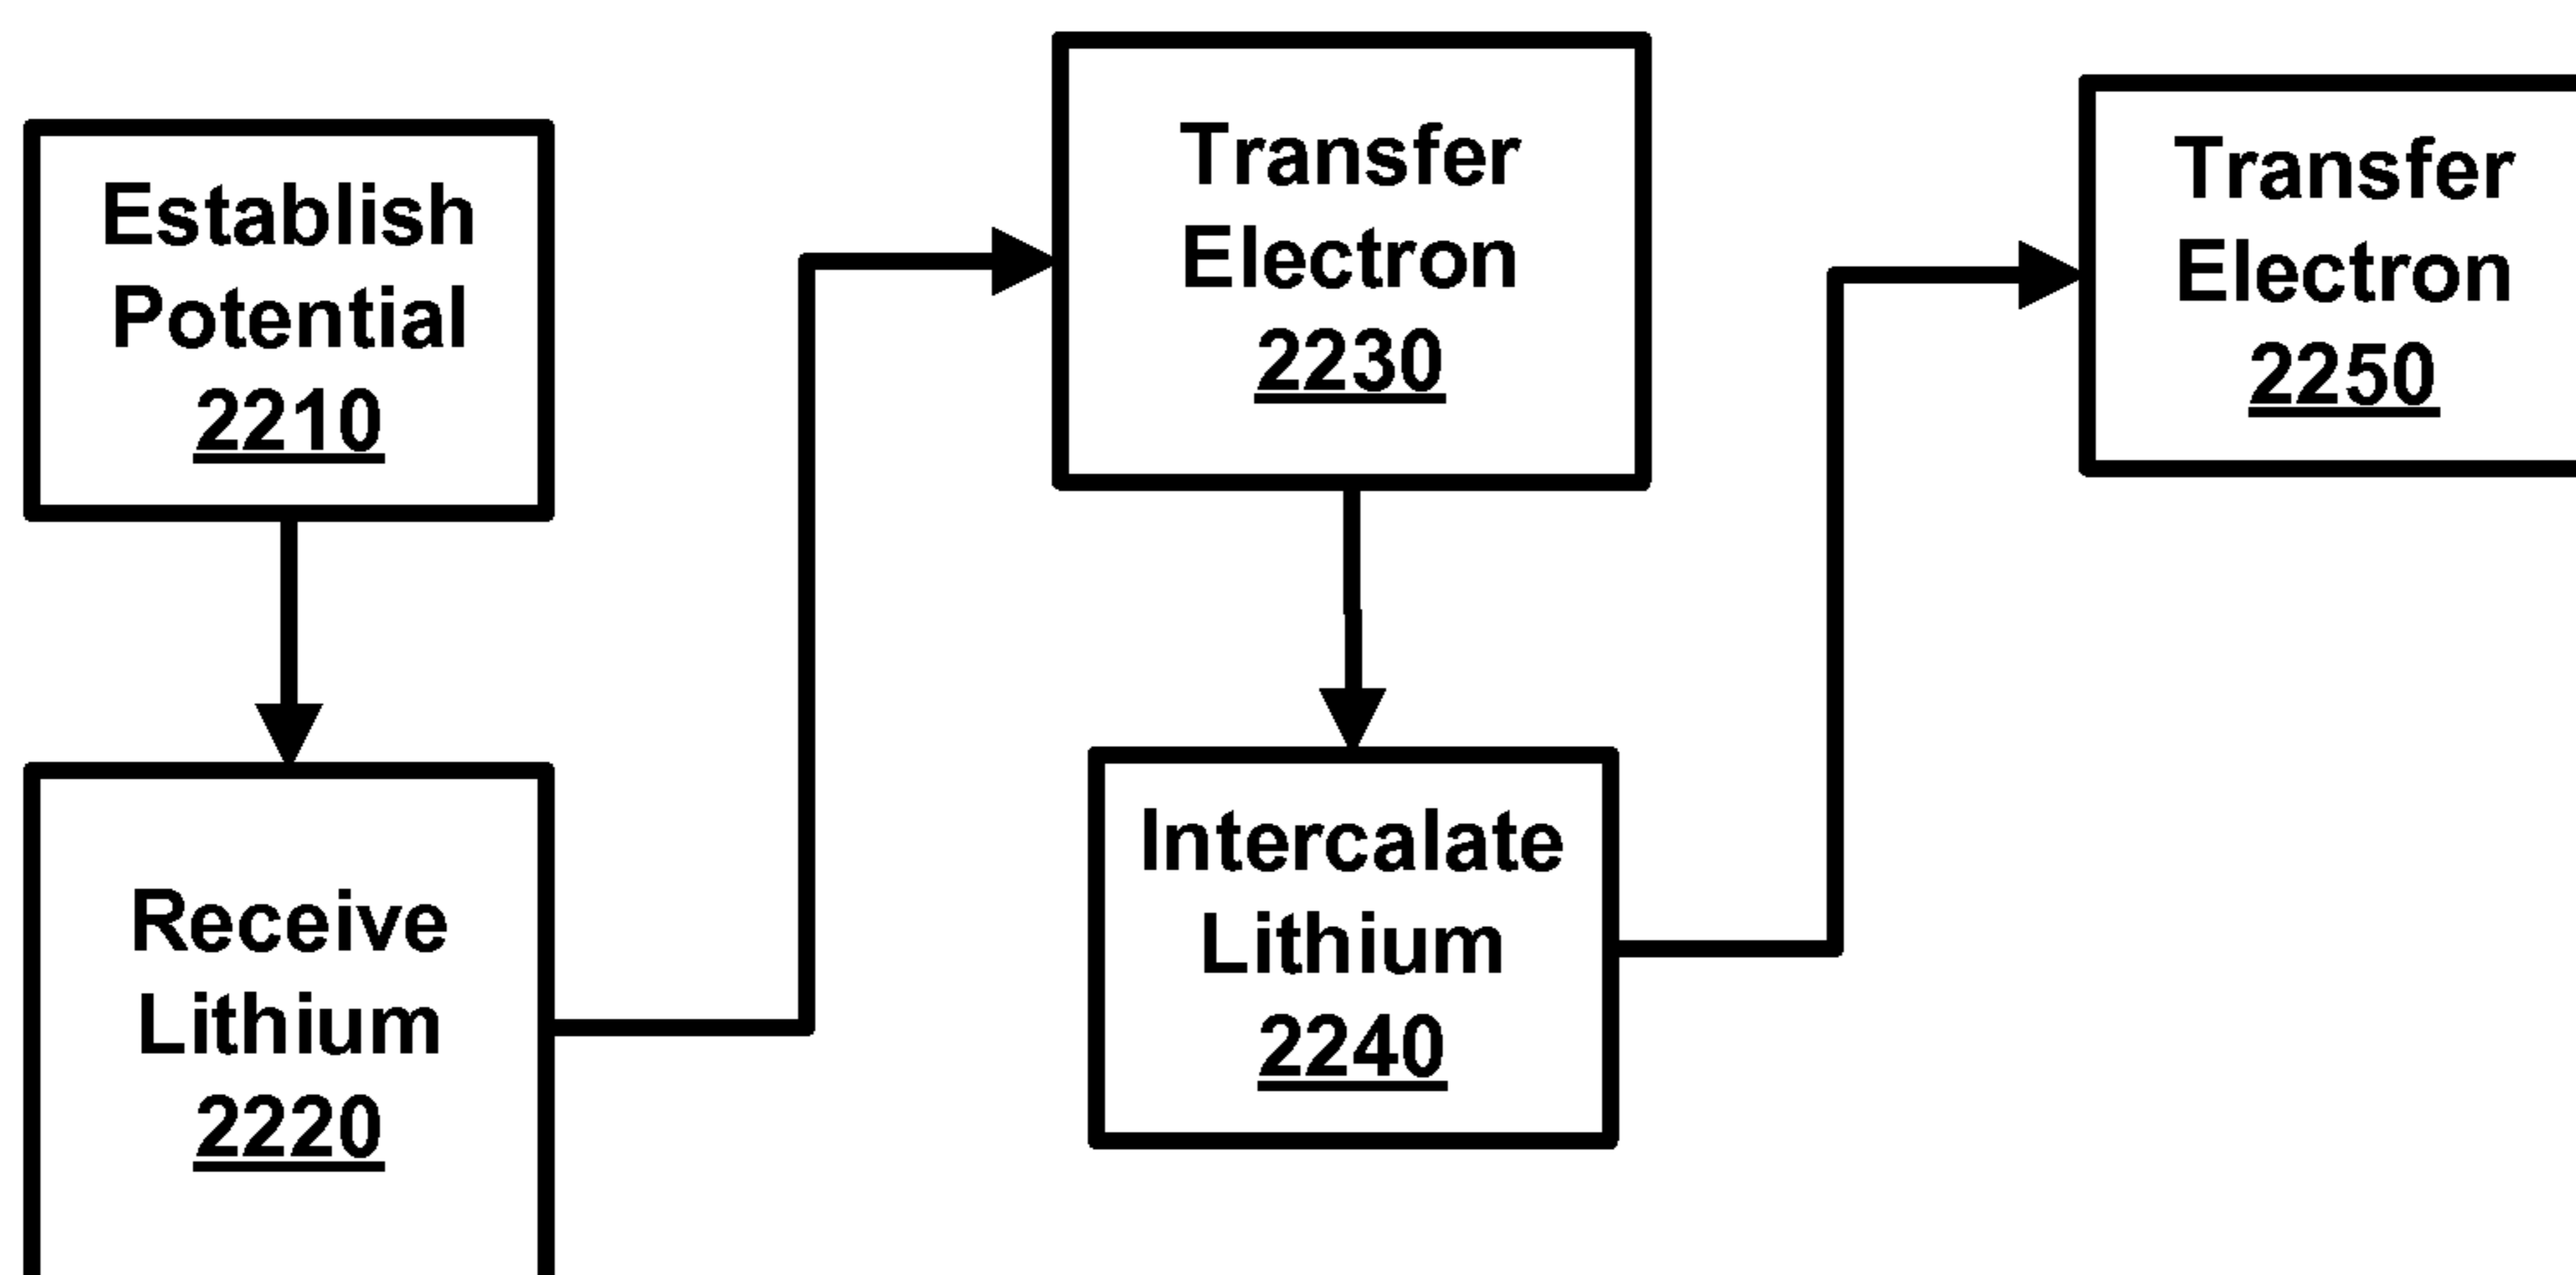 Establish
Potential
2210
Receive
Lithium
2220
Transfer
Electron
2230
Intercalate
Lithium
2240
Transfer
Electron
2250